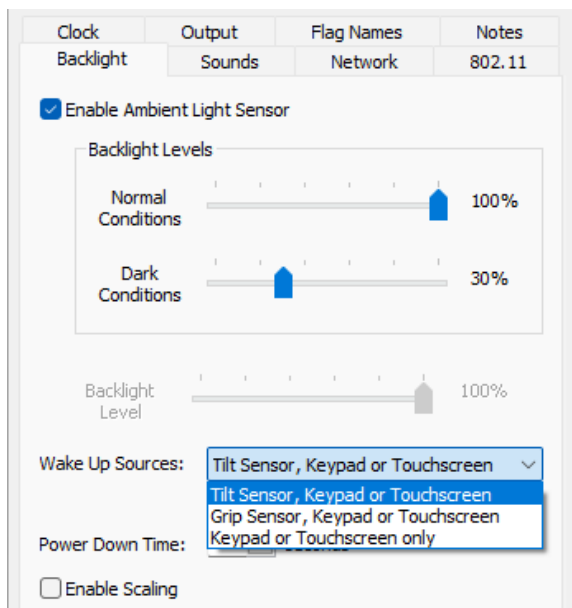 Clock Output Flag Names Notes
Backlight Sounds Network 802.11
Enable Ambient Light Sensor
Backlight Levels
Normal
Conditions
100%
Dark
Conditions
30%
Backlight
Level
100%
Wake Up Sources: Tilt Sensor, Keypad or Touchscreen
Tilt Sensor, Keypad or Touchscreen
Grip Sensor, Keypad or Touchscreen
Keypad or Touchscreen only
Power Down Time:
Enable Scaling